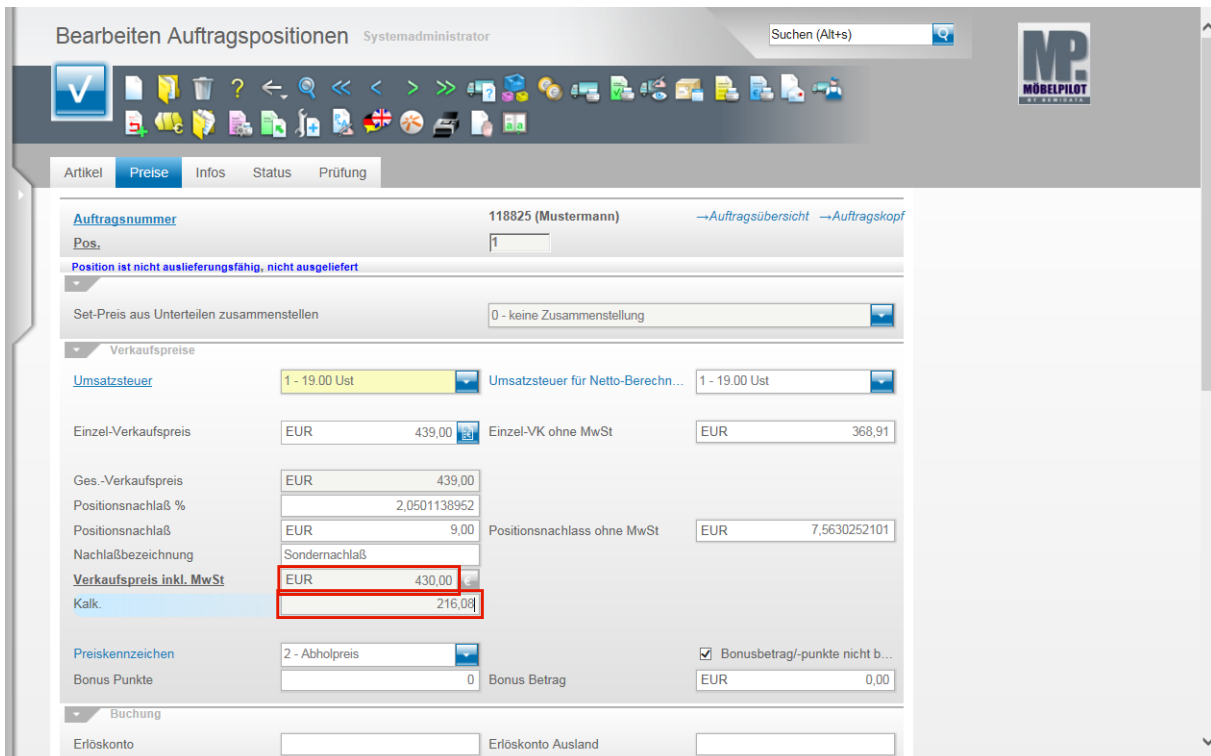 Bearbeiten Auftragspositionen Systemadministrator Suchen (Alt+s)
MP.
MÖBELPILOT
BY BEWIDATA
Artikel Preise Infos Status Prüfung
Auftragsnummer 118825 (Mustermann) →Auftragsübersicht →Auftragskopf
Pos. 1
Position ist nicht auslieferungsfähig, nicht ausgeliefert
Set-Preis aus Unterteilen zusammenstellen 0 - keine Zusammenstellung
Verkaufspreise
Umsatzsteuer 1 - 19.00 Ust Umsatzsteuer für Netto-Berechn... 1 - 19.00 Ust
Einzel-Verkaufspreis EUR 439,00 Einzel-VK ohne MwSt EUR 368,91
Ges.-Verkaufspreis EUR 439,00
Positionsnachlaß % 2,0501138952
Positionsnachlaß EUR 9,00 Positionsnachlass ohne MwSt EUR 7,5630252101
Nachlaßbezeichnung Sondernachlaß
Verkaufspreis inkl. MwSt EUR 430,00 €
Kalk. 216,08
Preiskennzeichen 2 - Abholpreis Bonusbetrag/-punkte nicht b...
Bonus Punkte 0 Bonus Betrag EUR 0,00
Buchung
Erlöskonto Erlöskonto Ausland